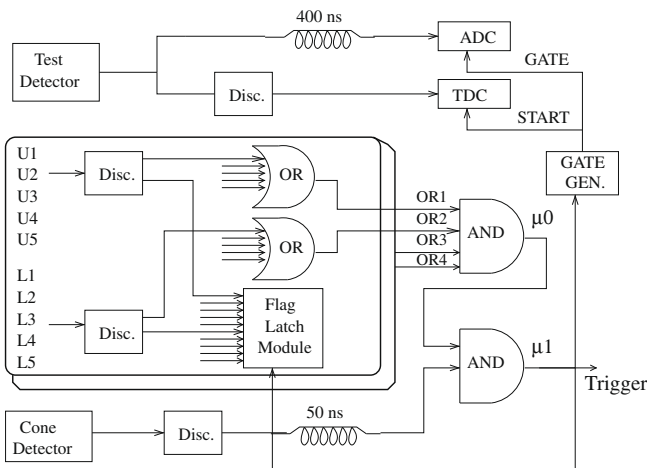 400 ns
ADC
Test
Detector
GATE
Disc.
TDC
START
U1
U2
U3
U4
U5
Disc.
OR
GATE
GEN.
OR1
OR2
OR3
OR4
AND
μ0
OR
L1
L2
L3
L4
L5
Disc.
Flag
Latch
Module
AND
μ1
Trigger
50 ns
Cone
Detector
Disc.